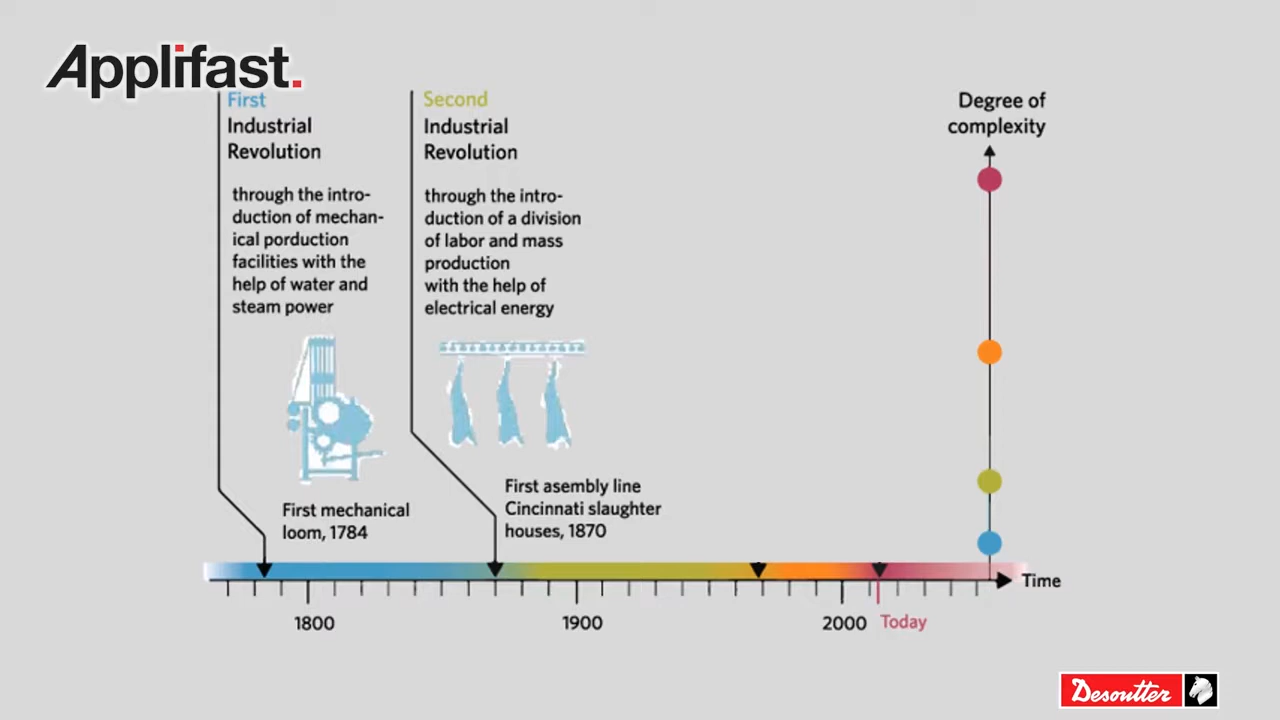 Applifast.
First
Industrial
Revolution
through the intro-
duction of mechan-
ical porduction
facilities with the
help of water and
steam power
First mechanical
loom, 1784
Second
Industrial
Revolution
through the intro-
duction of a division
of labor and mass
production
with the help of
electrical energy
First asembly line
Cincinnati slaughter
houses, 1870
Degree of
complexity
Time
1800
1900
2000
Today
Desoutter